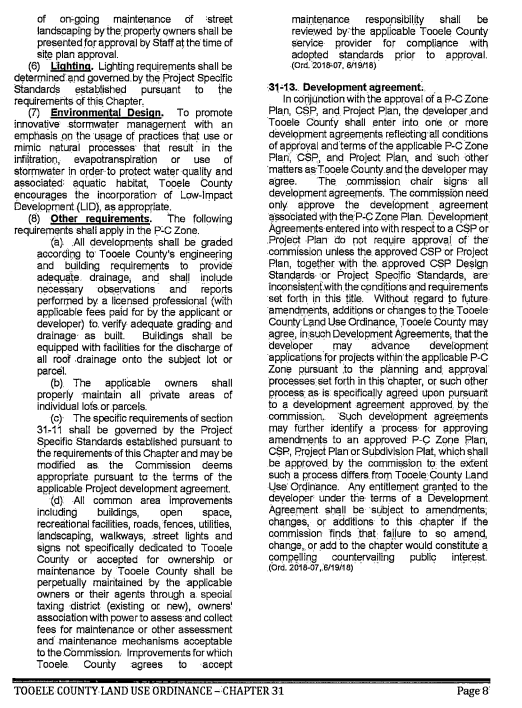 of on-going maintenance of street
landscaping by the property owners shall be
presented for approval by Staff at the time of
site plan approval.
(6) Lighting. Lighting requirements shall be
determined and governed by the Project Specific
Standards established pursuant to the
requirements of this Chapter.
(7) Environmental Design. To promote
innovative stormwater management with an
emphasis on the usage of practices that use or
mimic natural processes that result in the
infiltration, evapotranspiration or use of
stormwater in order to protect water quality and
associated aquatic habitat, Tooele County
encourages the incorporation of Low-Impact
Development (LID), as appropriate.
(8) Other requirements. The following
requirements shall apply in the P-C Zone.
(a) All developments shall be graded
according to Tooele County's engineering
and building requirements to provide
adequate drainage, and shall include
necessary observations and reports
performed by a licensed professional (with
applicable fees paid for by the applicant or
developer) to verify adequate grading and
drainage as built. Buildings shall be
equipped with facilities for the discharge of
all roof drainage onto the subject lot or
parcel.
(b) The applicable owners shall
properly maintain all private areas of
individual lots or parcels.
(c) The specific requirements of section
31-11 shall be governed by the Project
Specific Standards established pursuant to
the requirements of this Chapter and may be
modified as the Commission deems
appropriate pursuant to the terms of the
applicable Project development agreement.
(d) All common area improvements
including buildings, open space,
recreational facilities, roads, fences, utilities,
landscaping, walkways, street lights and
signs not specifically dedicated to Tooele
County or accepted for ownership or
maintenance by Tooele County shall be
perpetually maintained by the applicable
owners or their agents through a special
taxing district (existing or new), owners'
association with power to assess and collect
fees for maintenance or other assessment
and maintenance mechanisms acceptable
to the Commission. Improvements for which
Tooele County agrees to accept
maintenance responsibility shall be
reviewed by the applicable Tooele County
service provider for compliance with
adopted standards prior to approval.
(Ord. 2018-07, 6/19/18)
31-13. Development agreement.
In conjunction with the approval of a P-C Zone
Plan, CSP, and Project Plan, the developer and
Tooele County shall enter into one or more
development agreements reflecting all conditions
of approval and terms of the applicable P-C Zone
Plan, CSP, and Project Plan, and such other
matters as Tooele County and the developer may
agree. The commission chair signs all
development agreements. The commission need
only approve the development agreement
associated with the P-C Zone Plan. Development
Agreements entered into with respect to a CSP or
Project Plan do not require approval of the
commission unless the approved CSP or Project
Plan, together with the approved CSP Design
Standards or Project Specific Standards, are
inconsistent with the conditions and requirements
set forth in this title. Without regard to future
amendments, additions or changes to the Tooele
County Land Use Ordinance, Tooele County may
agree, in such Development Agreements, that the
developer may advance development
applications for projects within the applicable P-C
Zone pursuant to the planning and approval
processes set forth in this chapter, or such other
process as is specifically agreed upon pursuant
to a development agreement approved by the
commission. Such development agreements
may further identify a process for approving
amendments to an approved P-C Zone Plan,
CSP, Project Plan or Subdivision Plat, which shall
be approved by the commission to the extent
such a process differs from Tooele County Land
Use Ordinance. Any entitlement granted to the
developer under the terms of a Development
Agreement shall be subject to amendments,
changes, or additions to this chapter if the
commission finds that failure to so amend,
change, or add to the chapter would constitute a
compelling countervailing public interest.
(Ord. 2018-07, 6/19/18)
TOOELE COUNTY LAND USE ORDINANCE – CHAPTER 31 Page 8